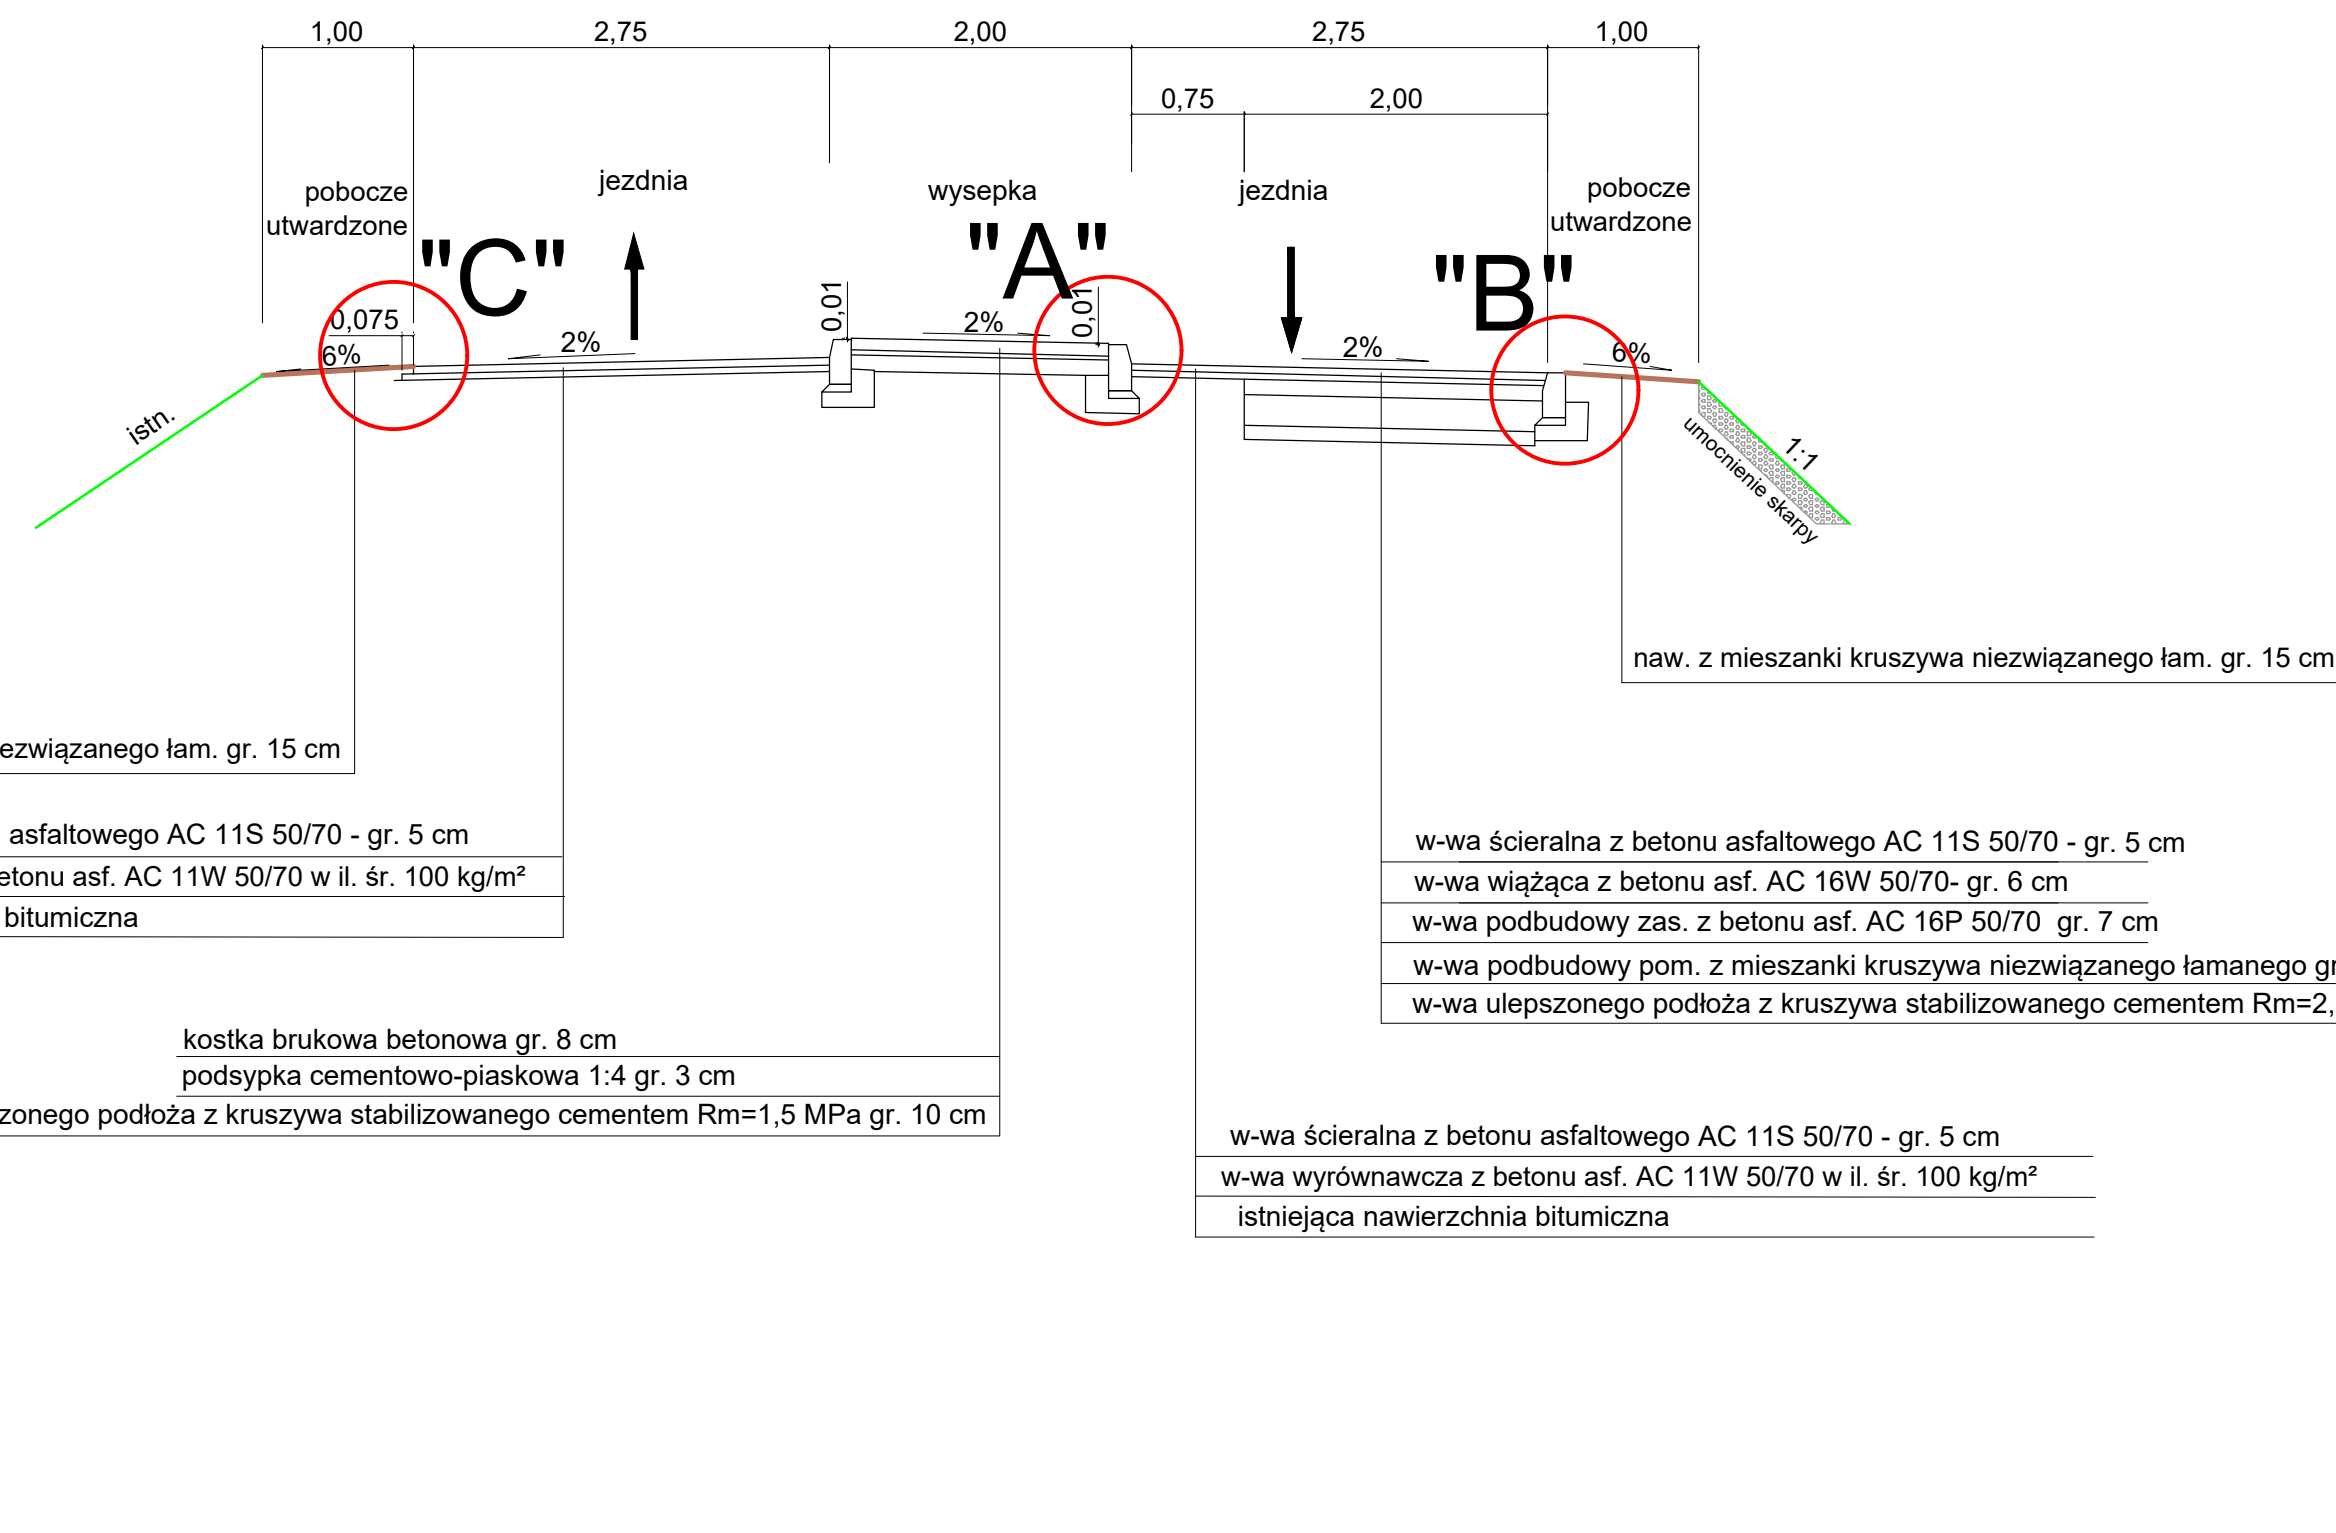 1,00
2,75
2,00
2,75
1,00
0,75
2,00
pobocze
utwardzone
jezdnia
wysepka
jezdnia
pobocze
utwardzone
"C"
"A"
"B"
0,075
6%
2%
0,01
2%
0,01
2%
6%
istn.
1:1
umocnienie skarpy
naw. z mieszanki kruszywa niezwiązanego łam. gr. 15 cm
ezwiązanego łam. gr. 15 cm
asfaltowego AC 11S 50/70 - gr. 5 cm
etonu asf. AC 11W 50/70 w il. śr. 100 kg/m²
bitumiczna
w-wa ścieralna z betonu asfaltowego AC 11S 50/70 - gr. 5 cm
w-wa wiążąca z betonu asf. AC 16W 50/70- gr. 6 cm
w-wa podbudowy zas. z betonu asf. AC 16P 50/70 gr. 7 cm
w-wa podbudowy pom. z mieszanki kruszywa niezwiązanego łamanego gr
w-wa ulepszonego podłoża z kruszywa stabilizowanego cementem Rm=2,
kostka brukowa betonowa gr. 8 cm
podsypka cementowo-piaskowa 1:4 gr. 3 cm
zonego podłoża z kruszywa stabilizowanego cementem Rm=1,5 MPa gr. 10 cm
w-wa ścieralna z betonu asfaltowego AC 11S 50/70 - gr. 5 cm
w-wa wyrównawcza z betonu asf. AC 11W 50/70 w il. śr. 100 kg/m²
istniejąca nawierzchnia bitumiczna